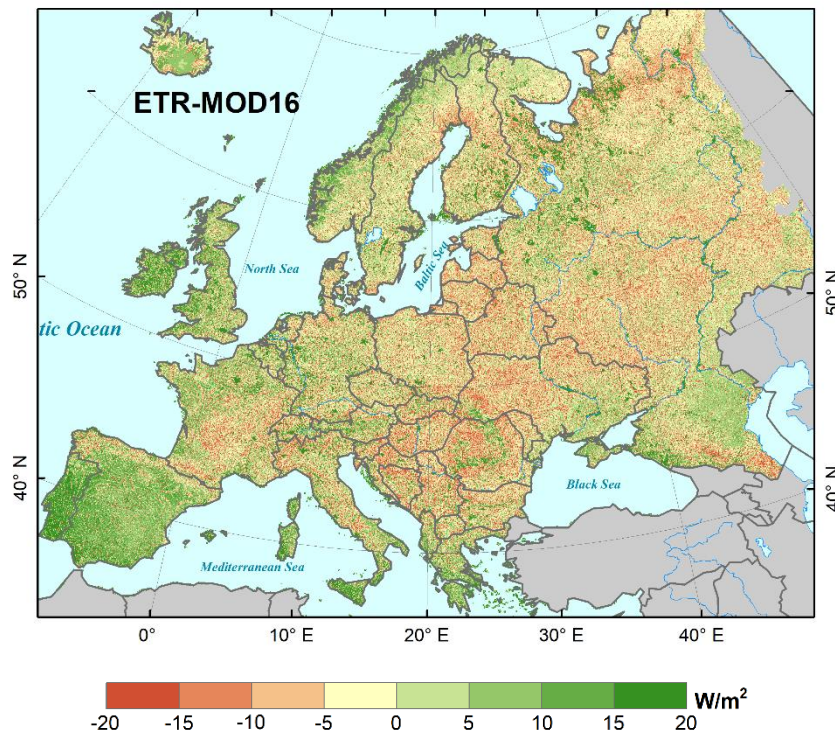 ETR-MOD16
North Sea
Baltic Sea
50° N
50° N
tic Ocean
40° N
40° N
Black Sea
Mediterranean Sea
0°
10° E
20° E
30° E
40° E
W/m²
-20
-15
-10
-5
0
5
10
15
20